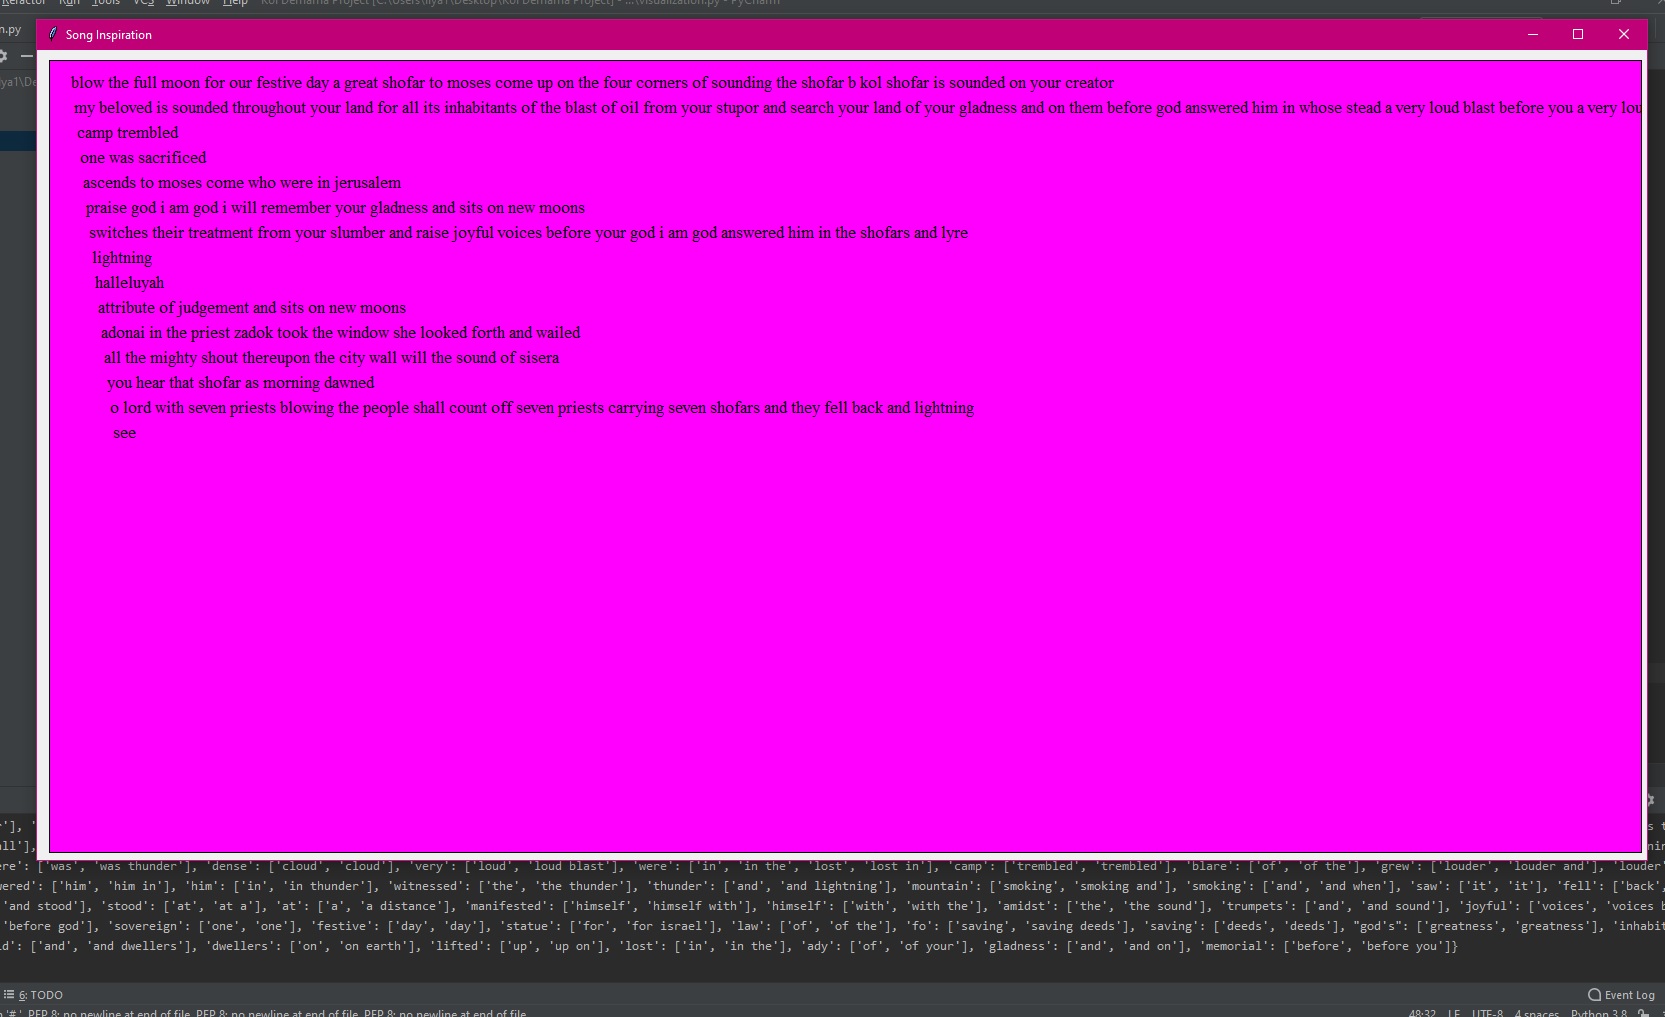 Refactor Run Tools VCS Window Help Kol Demama Project [C:\Users\ilya1\Desktop\Kol Demama Project] - ...\visualization.py - PyCharm
n.py
Song Inspiration
lya1\De
blow the full moon for our festive day a great shofar to moses come up on the four corners of sounding the shofar b kol shofar is sounded on your creator
my beloved is sounded throughout your land for all its inhabitants of the blast of oil from your stupor and search your land of your gladness and on them before god answered him in whose stead a very loud blast before you a very lou
camp trembled
one was sacrificed
ascends to moses come who were in jerusalem
praise god i am god i will remember your gladness and sits on new moons
switches their treatment from your slumber and raise joyful voices before your god i am god answered him in the shofars and lyre
lightning
halleluyah
attribute of judgement and sits on new moons
adonai in the priest zadok took the window she looked forth and wailed
all the mighty shout thereupon the city wall will the sound of sisera
you hear that shofar as morning dawned
o lord with seven priests blowing the people shall count off seven priests carrying seven shofars and they fell back and lightning
see
ere': ['was', 'was thunder'], 'dense': ['cloud', 'cloud'], 'very': ['loud', 'loud blast'], 'were': ['in', 'in the', 'lost', 'lost in'], 'camp': ['trembled', 'trembled'], 'blare': ['of', 'of the'], 'grew': ['louder', 'louder and'], 'louder'
wered': ['him', 'him in'], 'him': ['in', 'in thunder'], 'witnessed': ['the', 'the thunder'], 'thunder': ['and', 'and lightning'], 'mountain': ['smoking', 'smoking and'], 'smoking': ['and', 'and when'], 'saw': ['it', 'it'], 'fell': ['back',
'and stood'], 'stood': ['at', 'at a'], 'at': ['a', 'a distance'], 'manifested': ['himself', 'himself with'], 'himself': ['with', 'with the'], 'amidst': ['the', 'the sound'], 'trumpets': ['and', 'and sound'], 'joyful': ['voices', 'voices b
'before god'], 'sovereign': ['one', 'one'], 'festive': ['day', 'day'], 'statue': ['for', 'for israel'], 'law': ['of', 'of the'], 'fo': ['saving', 'saving deeds'], 'saving': ['deeds', 'deeds'], "god's": ['greatness', 'greatness'], 'inhabit
ld': ['and', 'and dwellers'], 'dwellers': ['on', 'on earth'], 'lifted': ['up', 'up on'], 'lost': ['in', 'in the'], 'ady': ['of', 'of your'], 'gladness': ['and', 'and on'], 'memorial': ['before', 'before you']}
6: TODO Event Log
n '#'. PEP 8: no newline at end of file. PEP 8: no newline at end of file. PEP 8: no newline at end of file. 48:32 LF UTF-8 4 spaces Python 3.8